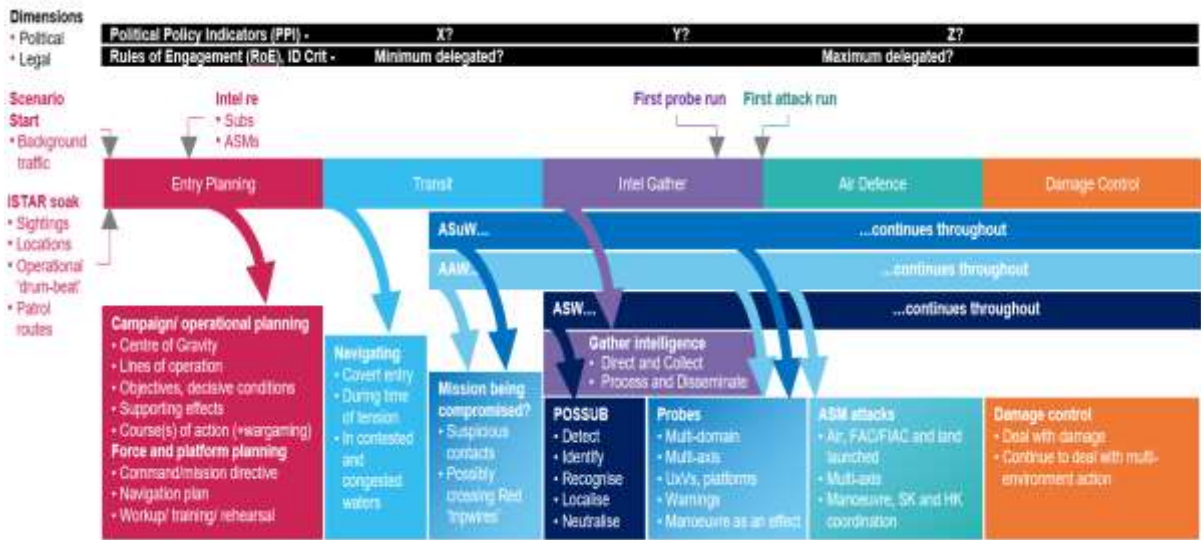 Dimensions
• Political
• Legal
Political Policy Indicators (PPI) - X? Y? Z?
Rules of Engagement (RoE), ID Crit - Minimum delegated? Maximum delegated?
Scenario
Start
• Background
traffic
ISTAR soak
• Sightings
• Locations
• Operational
'drum-beat'
• Patrol
routes
Intel re
• Subs
• ASMs
First probe run
First attack run
Entry Planning
Transit
Intel Gather
Air Defence
Damage Control
ASuW... ...continues throughout
AAW... ...continues throughout
ASW... ...continues throughout
Campaign/ operational planning
• Centre of Gravity
• Lines of operation
• Objectives, decisive conditions
• Supporting effects
• Course(s) of action (+wargaming)
Force and platform planning
• Command/mission directive
• Navigation plan
• Workup/ training/ rehearsal
Navigating
• Covert entry
• During time
of tension
• In contested
and
congested
waters
Mission being
compromised?
• Suspicious
contacts
• Possibly
crossing Red
'tripwires'
Gather intelligence
• Direct and Collect
• Process and Disseminate
POSSUB
• Detect
• Identify
• Recognise
• Localise
• Neutralise
Probes
• Multi-domain
• Multi-axis
• UxVs, platforms
• Warnings
• Manoeuvre as an effect
ASM attacks
• Air, FAC/FIAC and land
launched
• Multi-axis
• Manoeuvre, SK and HK
coordination
Damage control
• Deal with damage
• Continue to deal with multi-
environment action